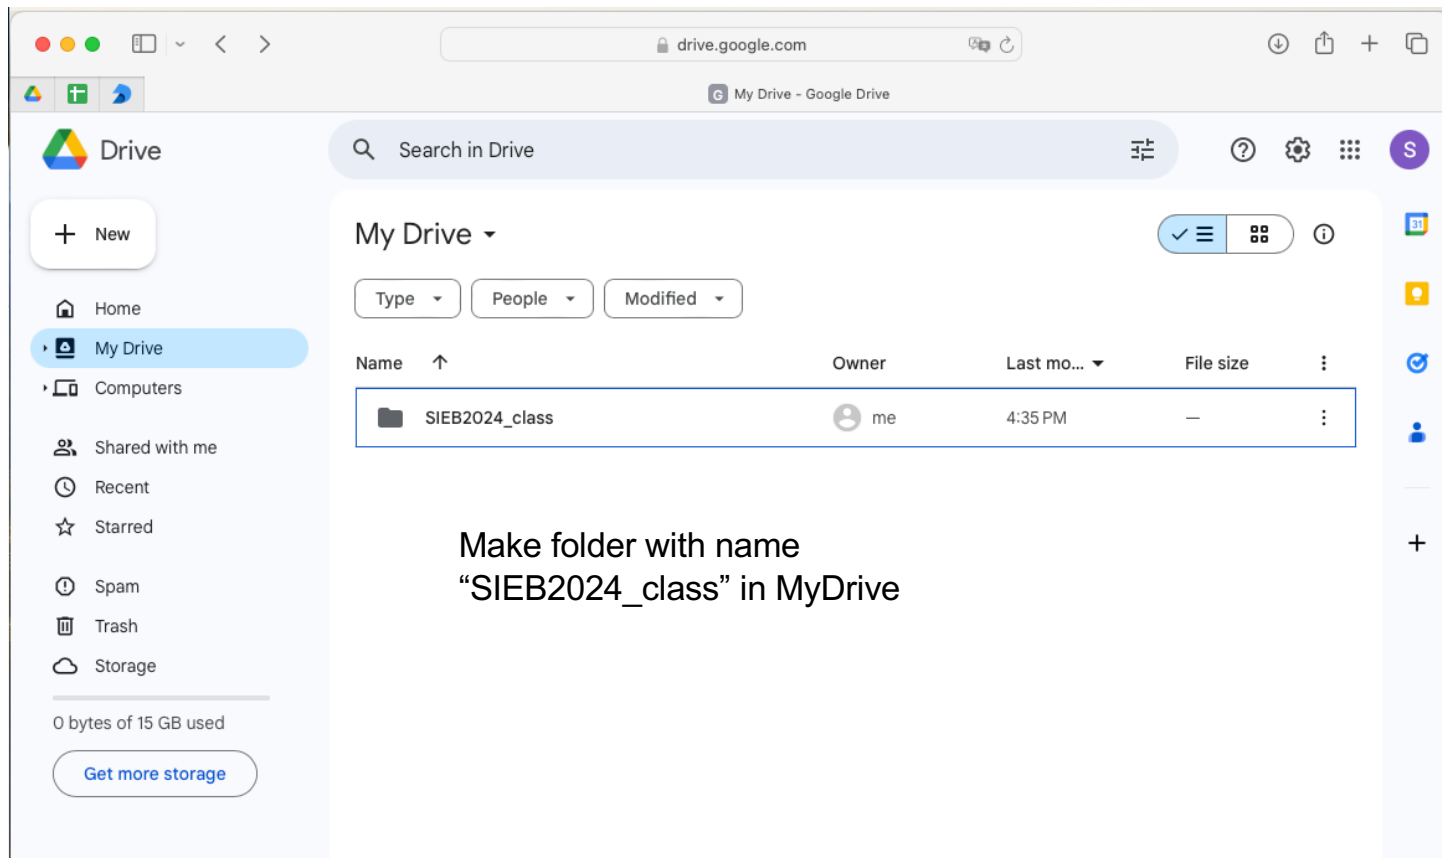 drive.google.com
G My Drive - Google Drive
Drive
Search in Drive
S
New
My Drive
31
Type People Modified
Home
My Drive
Computers
Name Owner Last mo... File size
SIEB2024_class me 4:35 PM —
Shared with me
Recent
Starred
Make folder with name
“SIEB2024_class” in MyDrive
Spam
Trash
Storage
0 bytes of 15 GB used
Get more storage